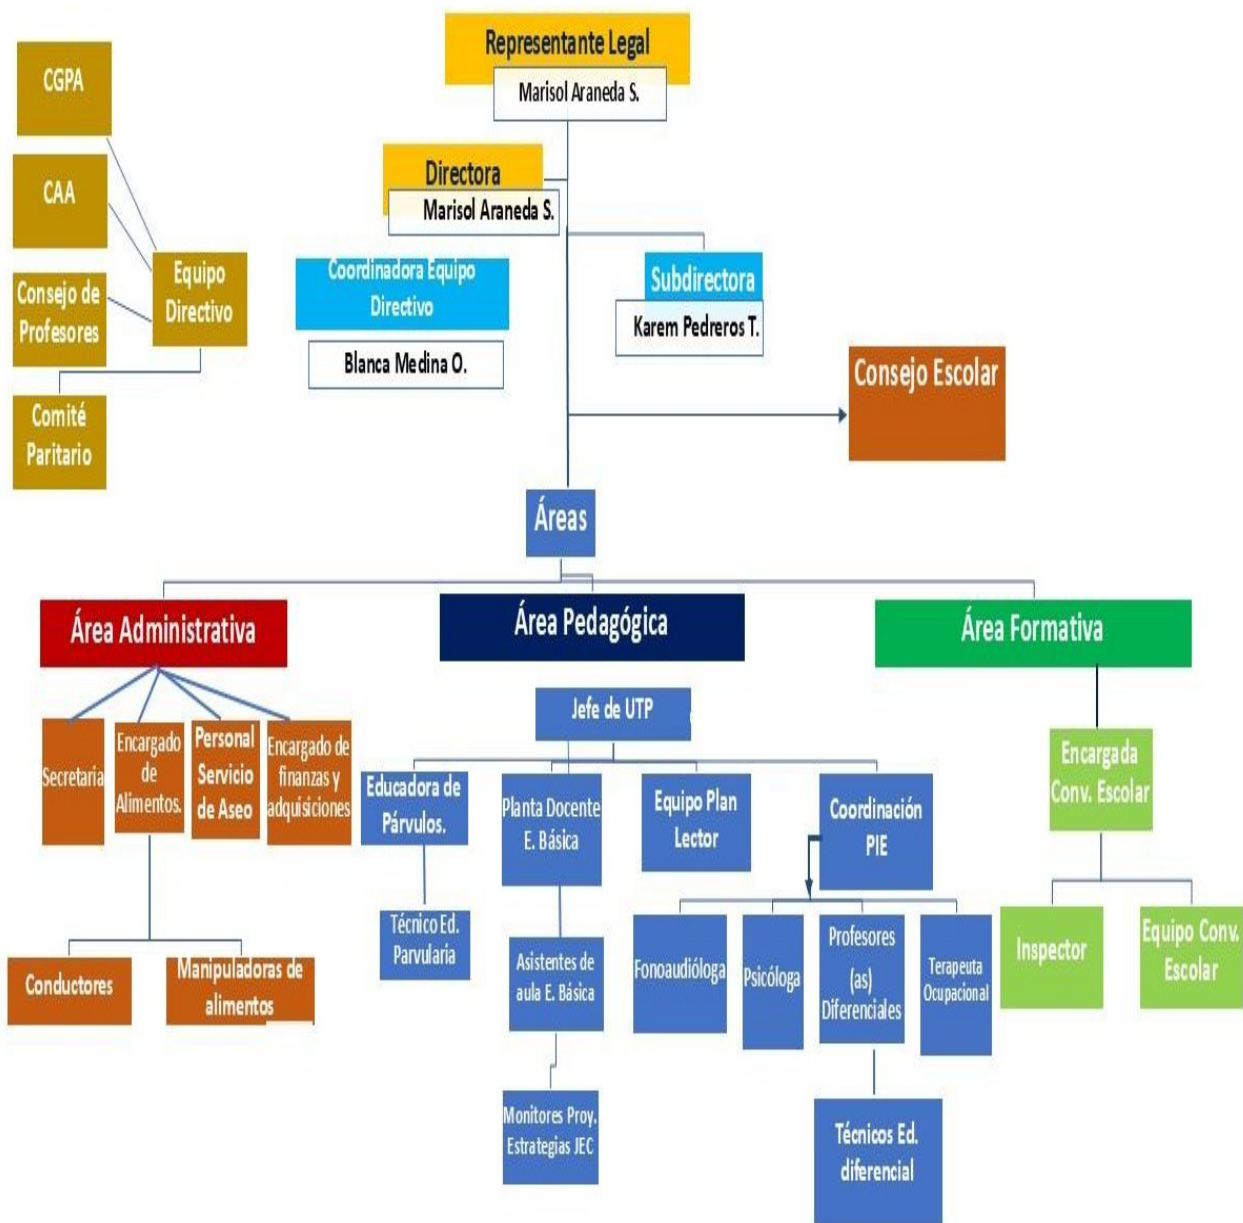 Representante Legal
Marisol Araneda S.
CGPA
Directora
Marisol Araneda S.
CAA
Equipo
Directivo
Coordinadora Equipo
Directivo
Blanca Medina O.
Subdirectora
Karem Pedreros T.
Consejo de
Profesores
Comité
Paritario
Consejo Escolar
Áreas
Área Administrativa
Área Pedagógica
Área Formativa
Secretaria
Encargado
de
Alimentos.
Personal
Servicio
de Aseo
Encargado de
finanzas y
adquisiciones
Conductores
Manipuladoras de
alimentos
Jefe de UTP
Educadora de
Párvulos.
Planta Docente
E. Básica
Equipo Plan
Lector
Coordinación
PIE
Técnico Ed.
Parvularia
Asistentes de
aula E. Básica
Monitores Proy.
Estrategias JEC
Fonoaudióloga
Psicóloga
Profesores
(as)
Diferenciales
Terapeuta
Ocupacional
Técnicos Ed.
diferencial
Encargada
Conv. Escolar
Inspector
Equipo Conv.
Escolar